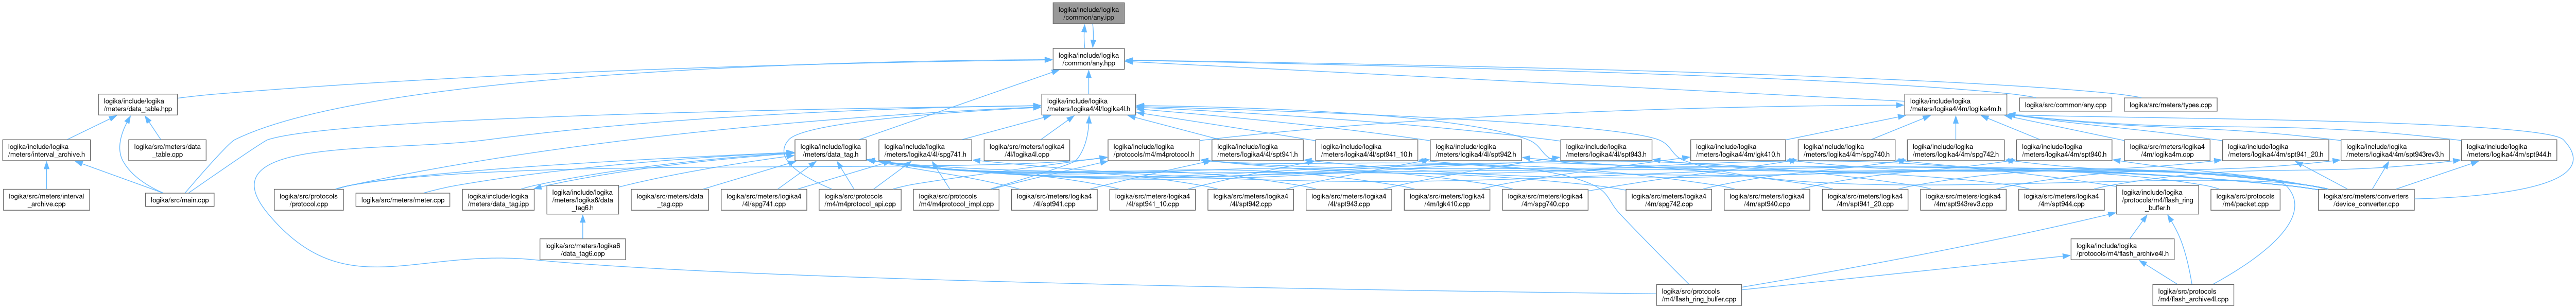 logika/include/logika
/common/any.ipp
logika/include/logika
/common/any.hpp
logika/include/logika
/meters/data_table.hpp
logika/include/logika
/meters/logika4/4l/logika4l.h
logika/include/logika
/meters/logika4/4m/logika4m.h
logika/src/common/any.cpp
logika/src/meters/types.cpp
logika/include/logika
/meters/interval_archive.h
logika/src/meters/data
_table.cpp
logika/include/logika
/meters/data_tag.h
logika/include/logika
/meters/logika4/4l/spg741.h
logika/src/meters/logika4
/4l/logika4l.cpp
logika/include/logika
/protocols/m4/m4protocol.h
logika/include/logika
/meters/logika4/4l/spt941.h
logika/include/logika
/meters/logika4/4l/spt941_10.h
logika/include/logika
/meters/logika4/4l/spt942.h
logika/include/logika
/meters/logika4/4l/spt943.h
logika/include/logika
/meters/logika4/4m/lgk410.h
logika/include/logika
/meters/logika4/4m/spg740.h
logika/include/logika
/meters/logika4/4m/spg742.h
logika/include/logika
/meters/logika4/4m/spt940.h
logika/src/meters/logika4
/4m/logika4m.cpp
logika/include/logika
/meters/logika4/4m/spt941_20.h
logika/include/logika
/meters/logika4/4m/spt943rev3.h
logika/include/logika
/meters/logika4/4m/spt944.h
logika/src/meters/interval
_archive.cpp
logika/src/main.cpp
logika/src/protocols
/protocol.cpp
logika/src/meters/meter.cpp
logika/include/logika
/meters/data_tag.ipp
logika/include/logika
/meters/logika6/data
_tag6.h
logika/src/meters/data
_tag.cpp
logika/src/meters/logika4
/4l/spg741.cpp
logika/src/protocols
/m4/m4protocol_api.cpp
logika/src/protocols
/m4/m4protocol_impl.cpp
logika/src/meters/logika4
/4l/spt941.cpp
logika/src/meters/logika4
/4l/spt941_10.cpp
logika/src/meters/logika4
/4l/spt942.cpp
logika/src/meters/logika4
/4l/spt943.cpp
logika/src/meters/logika4
/4m/lgk410.cpp
logika/src/meters/logika4
/4m/spg740.cpp
logika/src/meters/logika4
/4m/spg742.cpp
logika/src/meters/logika4
/4m/spt940.cpp
logika/src/meters/logika4
/4m/spt941_20.cpp
logika/src/meters/logika4
/4m/spt943rev3.cpp
logika/src/meters/logika4
/4m/spt944.cpp
logika/include/logika
/protocols/m4/flash_ring
_buffer.h
logika/src/protocols
/m4/packet.cpp
logika/src/meters/converters
/device_converter.cpp
logika/src/meters/logika6
/data_tag6.cpp
logika/include/logika
/protocols/m4/flash_archive4l.h
logika/src/protocols
/m4/flash_ring_buffer.cpp
logika/src/protocols
/m4/flash_archive4l.cpp